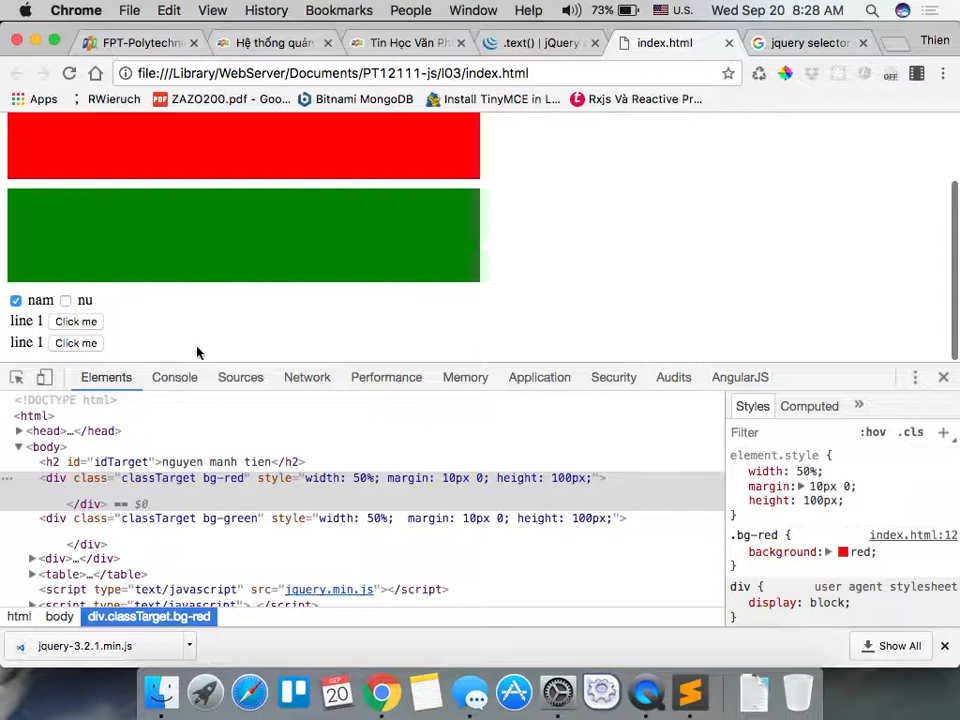 Chrome File Edit View History Bookmarks People Window Help 73% U.S. Wed Sep 20 8:28 AM
FPT-Polytechni × Hệ thống quản × Tin Học Văn Ph × .text() | jQuery × index.html × jquery selector × Thien
file:///Library/WebServer/Documents/PT12111-js/l03/index.html OFF
Apps RWieruch ZAZO200.pdf - Goo... Bitnami MongoDB Install TinyMCE in L... Rxjs Và Reactive Pr...
nam nu
line 1 Click me
line 1 Click me
Elements Console Sources Network Performance Memory Application Security Audits AngularJS
<!DOCTYPE html>
<html>
<head>…</head>
<body>
<h2 id="idTarget">nguyen manh tien</h2>
<div class="classTarget bg-red" style="width: 50%; margin: 10px 0; height: 100px;">
</div> == $0
<div class="classTarget bg-green" style="width: 50%;  margin: 10px 0; height: 100px;">
</div>
<div>…</div>
<table>…</table>
<script type="text/javascript" src="jquery.min.js"></script>
<script type="text/javascript">…</script>
html body div.classTarget.bg-red
Styles Computed »
Filter :hov .cls +
element.style {
width: 50%;
margin: 10px 0;
height: 100px;
}
.bg-red { index.html:12
background: red;
}
div { user agent stylesheet
display: block;
}
jquery-3.2.1.min.js Show All
SEP
20